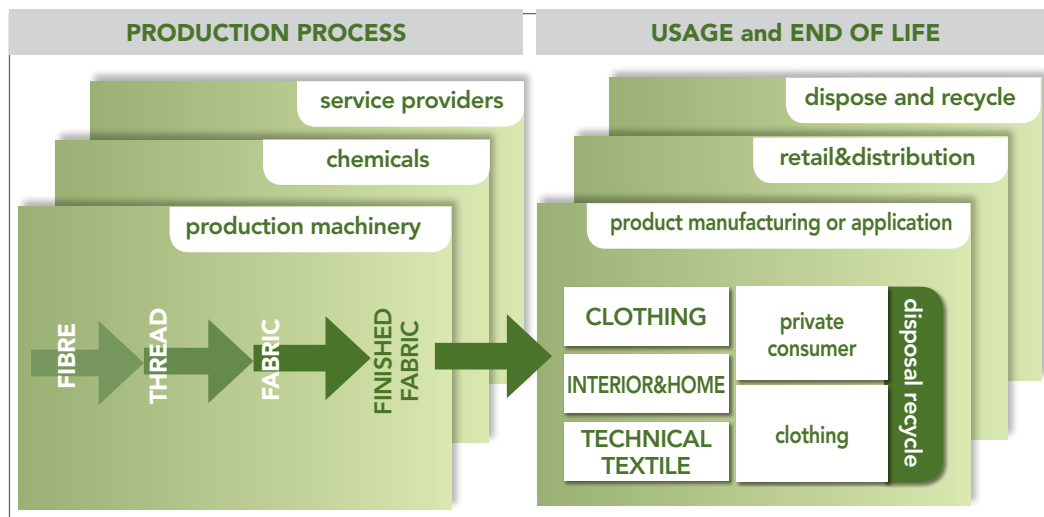 PRODUCTION PROCESS
service providers
chemicals
production machinery
FIBRE
THREAD
FABRIC
FINISHED
FABRIC
USAGE and END OF LIFE
dispose and recycle
retail&distribution
product manufacturing or application
CLOTHING
INTERIOR&HOME
TECHNICAL
TEXTILE
private
consumer
clothing
disposal recycle